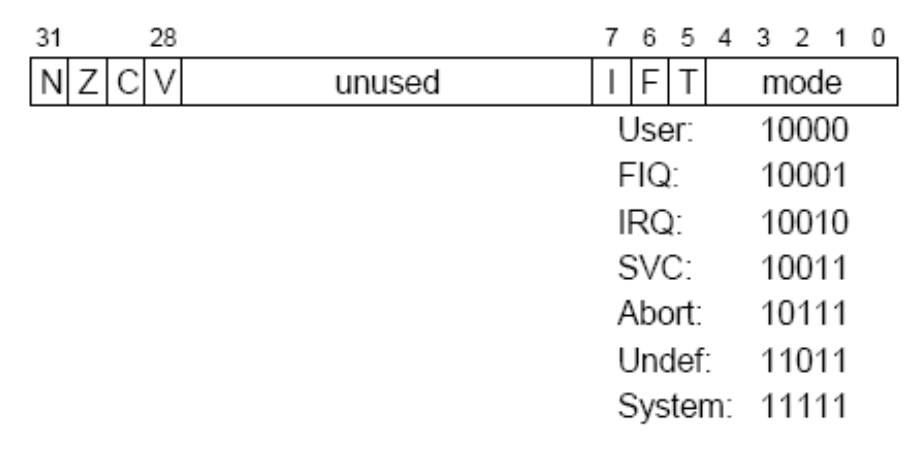 31 28 7 6 5 4 3 2 1 0
N Z C V unused I F T mode
User: 10000
FIQ: 10001
IRQ: 10010
SVC: 10011
Abort: 10111
Undef: 11011
System: 11111